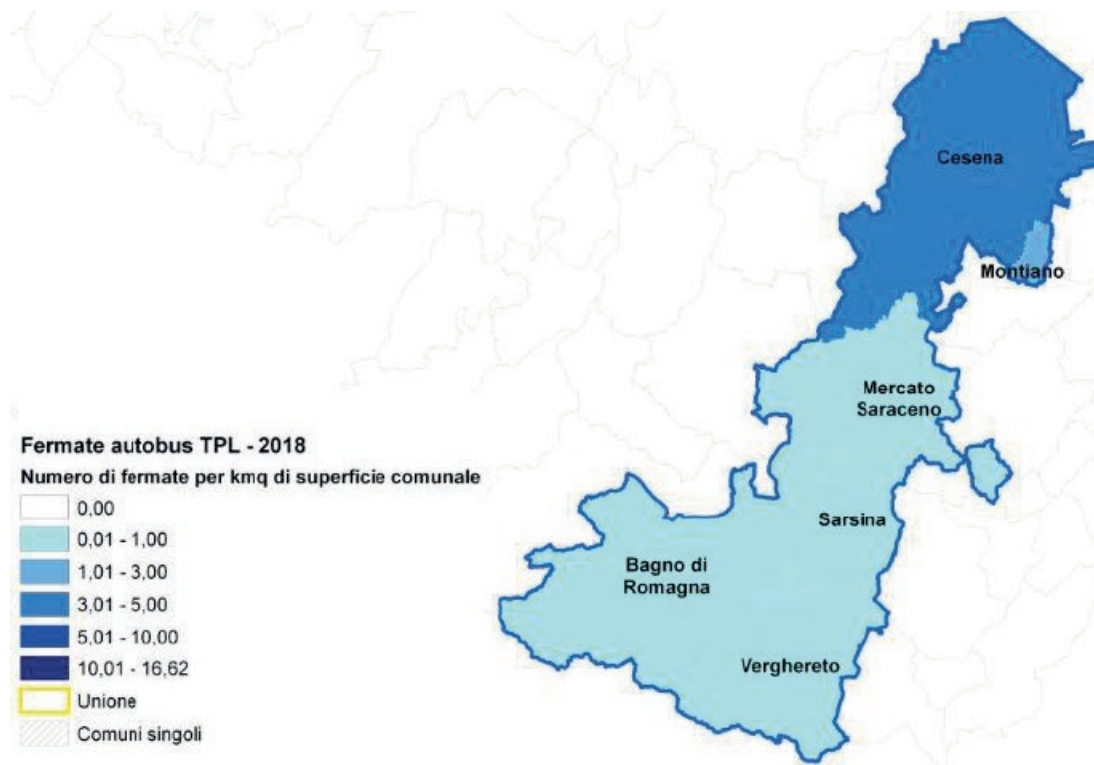 Cesena
Montiano
Mercato
Saraceno
Sarsina
Bagno di
Romagna
Verghereto
Fermate autobus TPL - 2018
Numero di fermate per kmq di superficie comunale
0,00
0,01 - 1,00
1,01 - 3,00
3,01 - 5,00
5,01 - 10,00
10,01 - 16,62
Unione
Comuni singoli